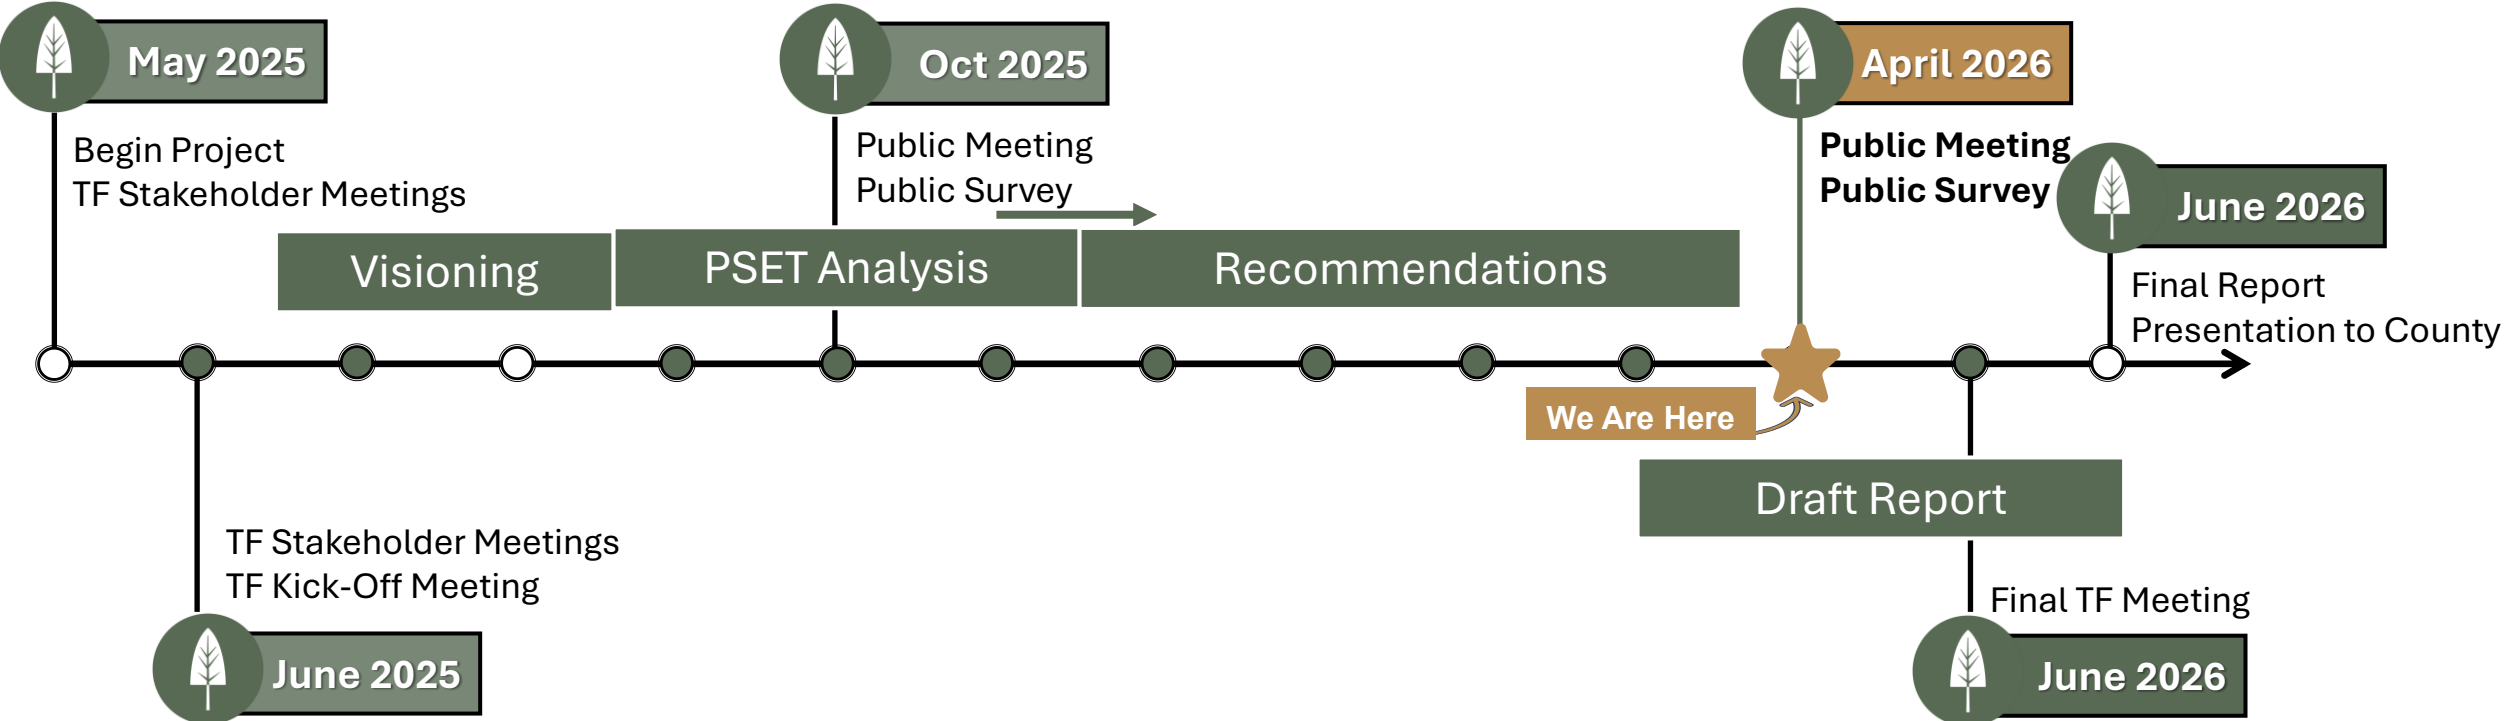 May 2025
Begin Project
TF Stakeholder Meetings
Oct 2025
Public Meeting
Public Survey
April 2026
Public Meeting
Public Survey
June 2026
Final Report
Presentation to County
Visioning
PSET Analysis
Recommendations
We Are Here
Draft Report
TF Stakeholder Meetings
TF Kick-Off Meeting
June 2025
Final TF Meeting
June 2026